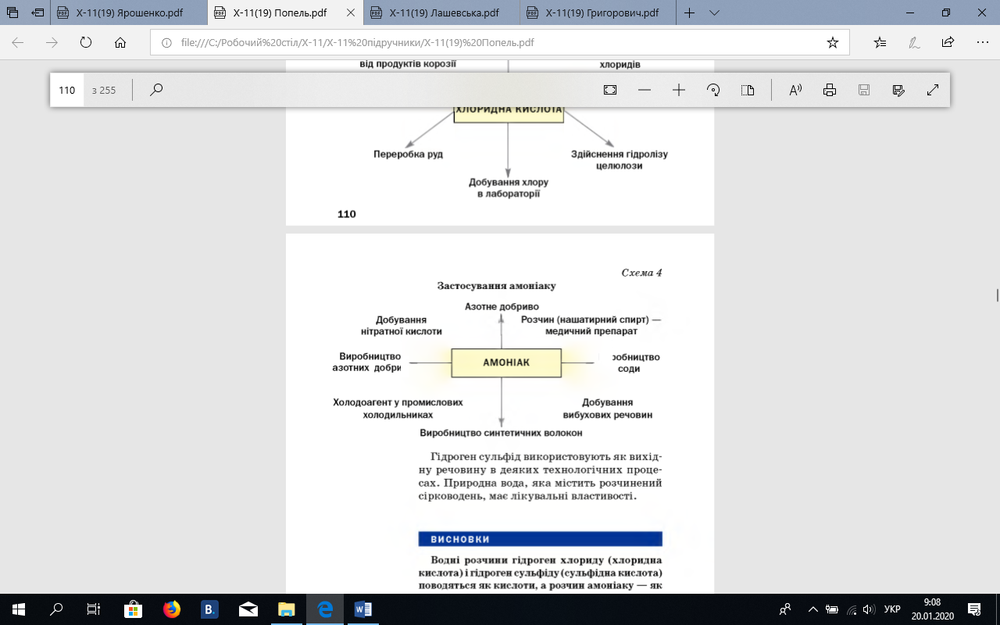 X-11(19) Ярошенко.pdf
X-11(19) Попель.pdf
X-11(19) Лашевська.pdf
X-11(19) Григорович.pdf
file:///C:/Робочий%20стіл/X-11/X-11%20підручники/X-11(19)%20Попель.pdf
від продуктів корозії
хлоридів
110
з 255
ХЛОРИДНА КИСЛОТА
Переробка руд
Здійснення гідролізу
целюлози
Добування хлору
в лабораторії
110
Схема 4
Застосування амоніаку
Азотне добриво
Добування
нітратної кислоти
Розчин (нашатирний спирт) —
медичний препарат
Виробництво
азотних добри
АМОНІАК
робництво
соди
Холодоагент у промислових
холодильниках
Добування
вибухових речовин
Виробництво синтетичних волокон
Гідроген сульфід використовують як вихід-
ну речовину в деяких технологічних проце-
сах. Природна вода, яка містить розчинений
сірководень, має лікувальні властивості.
ВИСНОВКИ
Водні розчини гідроген хлориду (хлоридна
кислота) і гідроген сульфіду (сульфідна кислота)
поводяться як кислоти, а розчин амоніаку — як
B.
УКР
9:08
20.01.2020